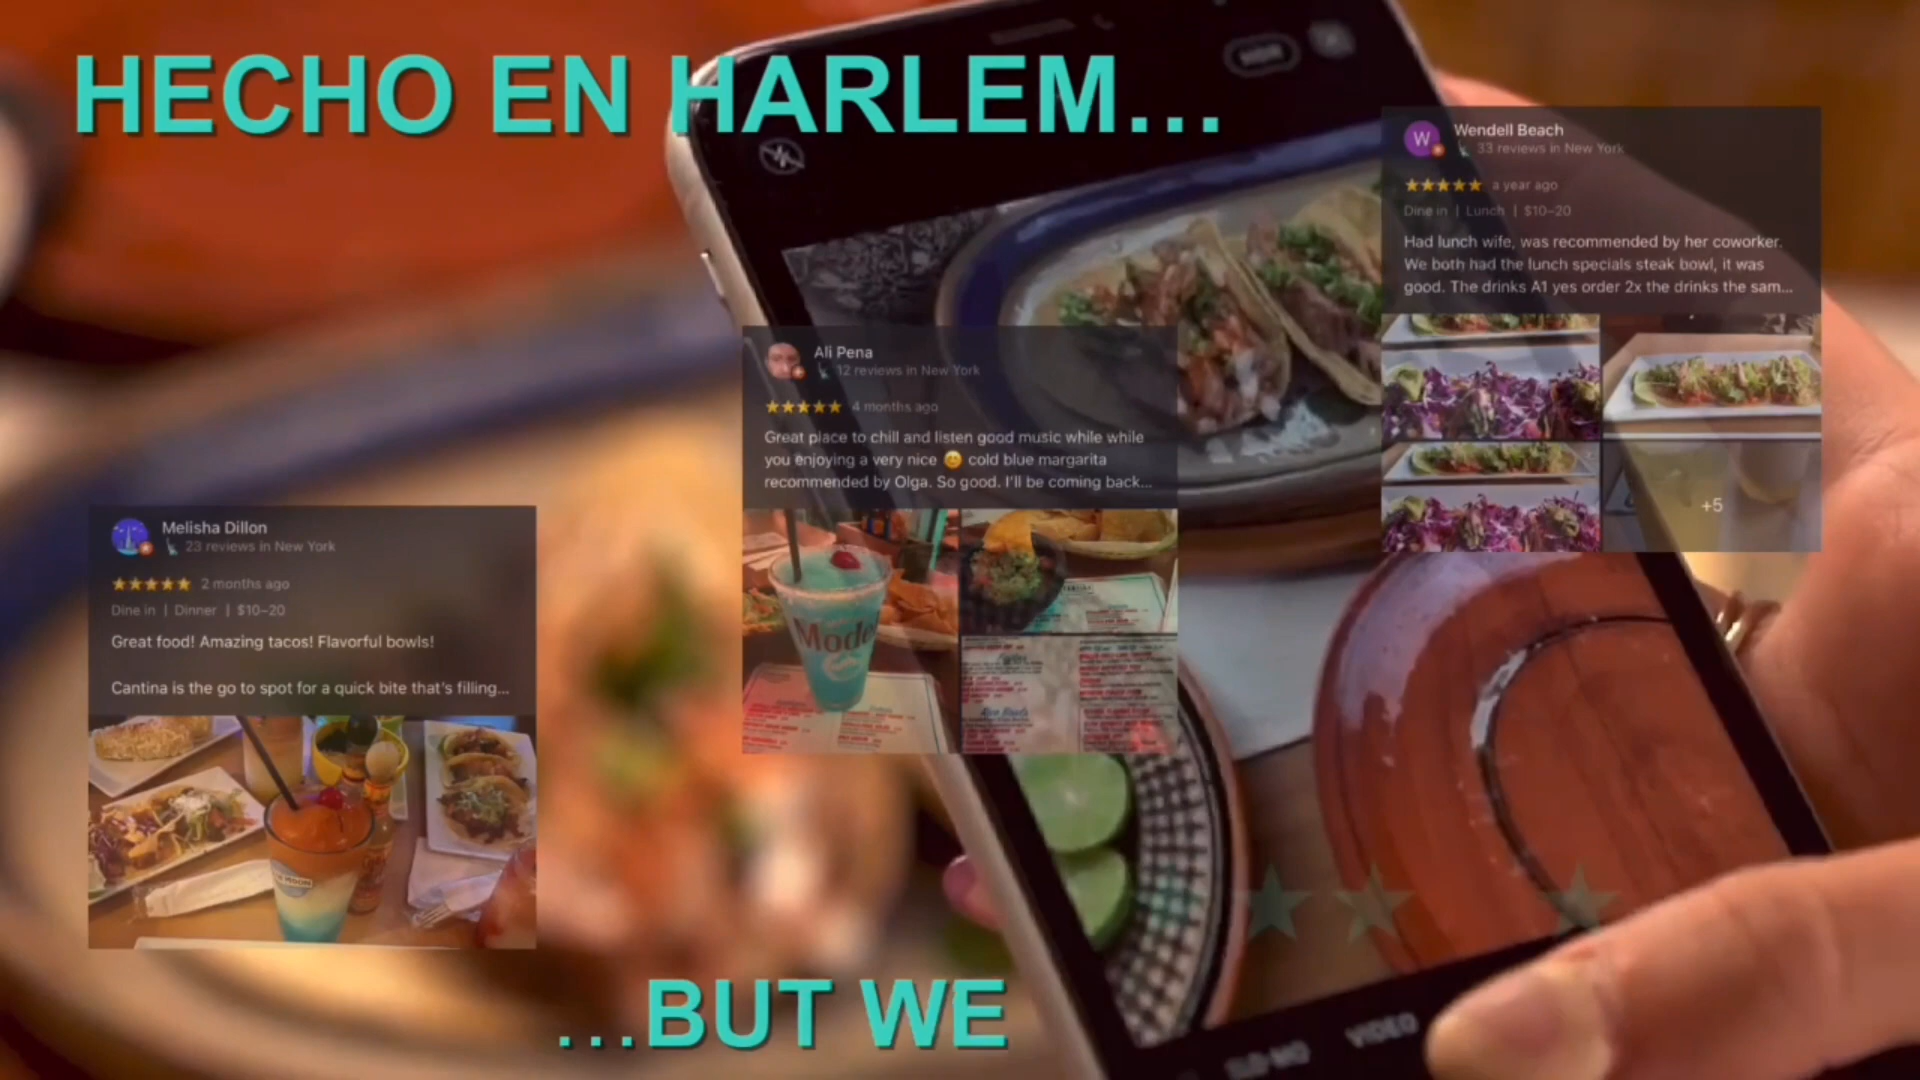 HECHO EN HARLEM...
Wendell Beach
33 reviews in New York
a year ago
Dine in | Lunch | $10–20
Had lunch wife, was recommended by her coworker.
We both had the lunch specials steak bowl, it was
good. The drinks A1 yes order 2x the drinks the sam...
+5
Ali Pena
12 reviews in New York
4 months ago
Great place to chill and listen good music while while
you enjoying a very nice 😊 cold blue margarita
recommended by Olga. So good. I'll be coming back...
Modelo
Melisha Dillon
23 reviews in New York
2 months ago
Dine in | Dinner | $10–20
Great food! Amazing tacos! Flavorful bowls!
Cantina is the go to spot for a quick bite that's filling...
...BUT WE
SLO-MO
VIDEO